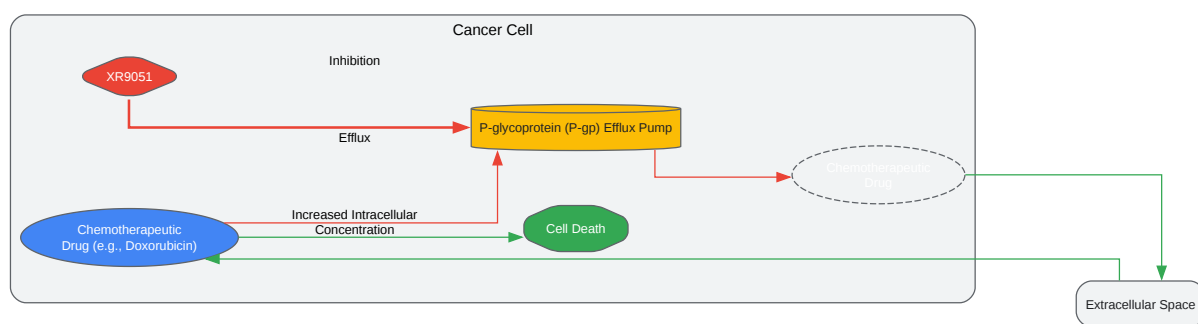 Cancer Cell
Inhibition
XR9051
P-glycoprotein (P-gp) Efflux Pump
Efflux
Chemotherapeutic
Drug
Increased Intracellular
Concentration
Cell Death
Chemotherapeutic
Drug (e.g., Doxorubicin)
Extracellular Space